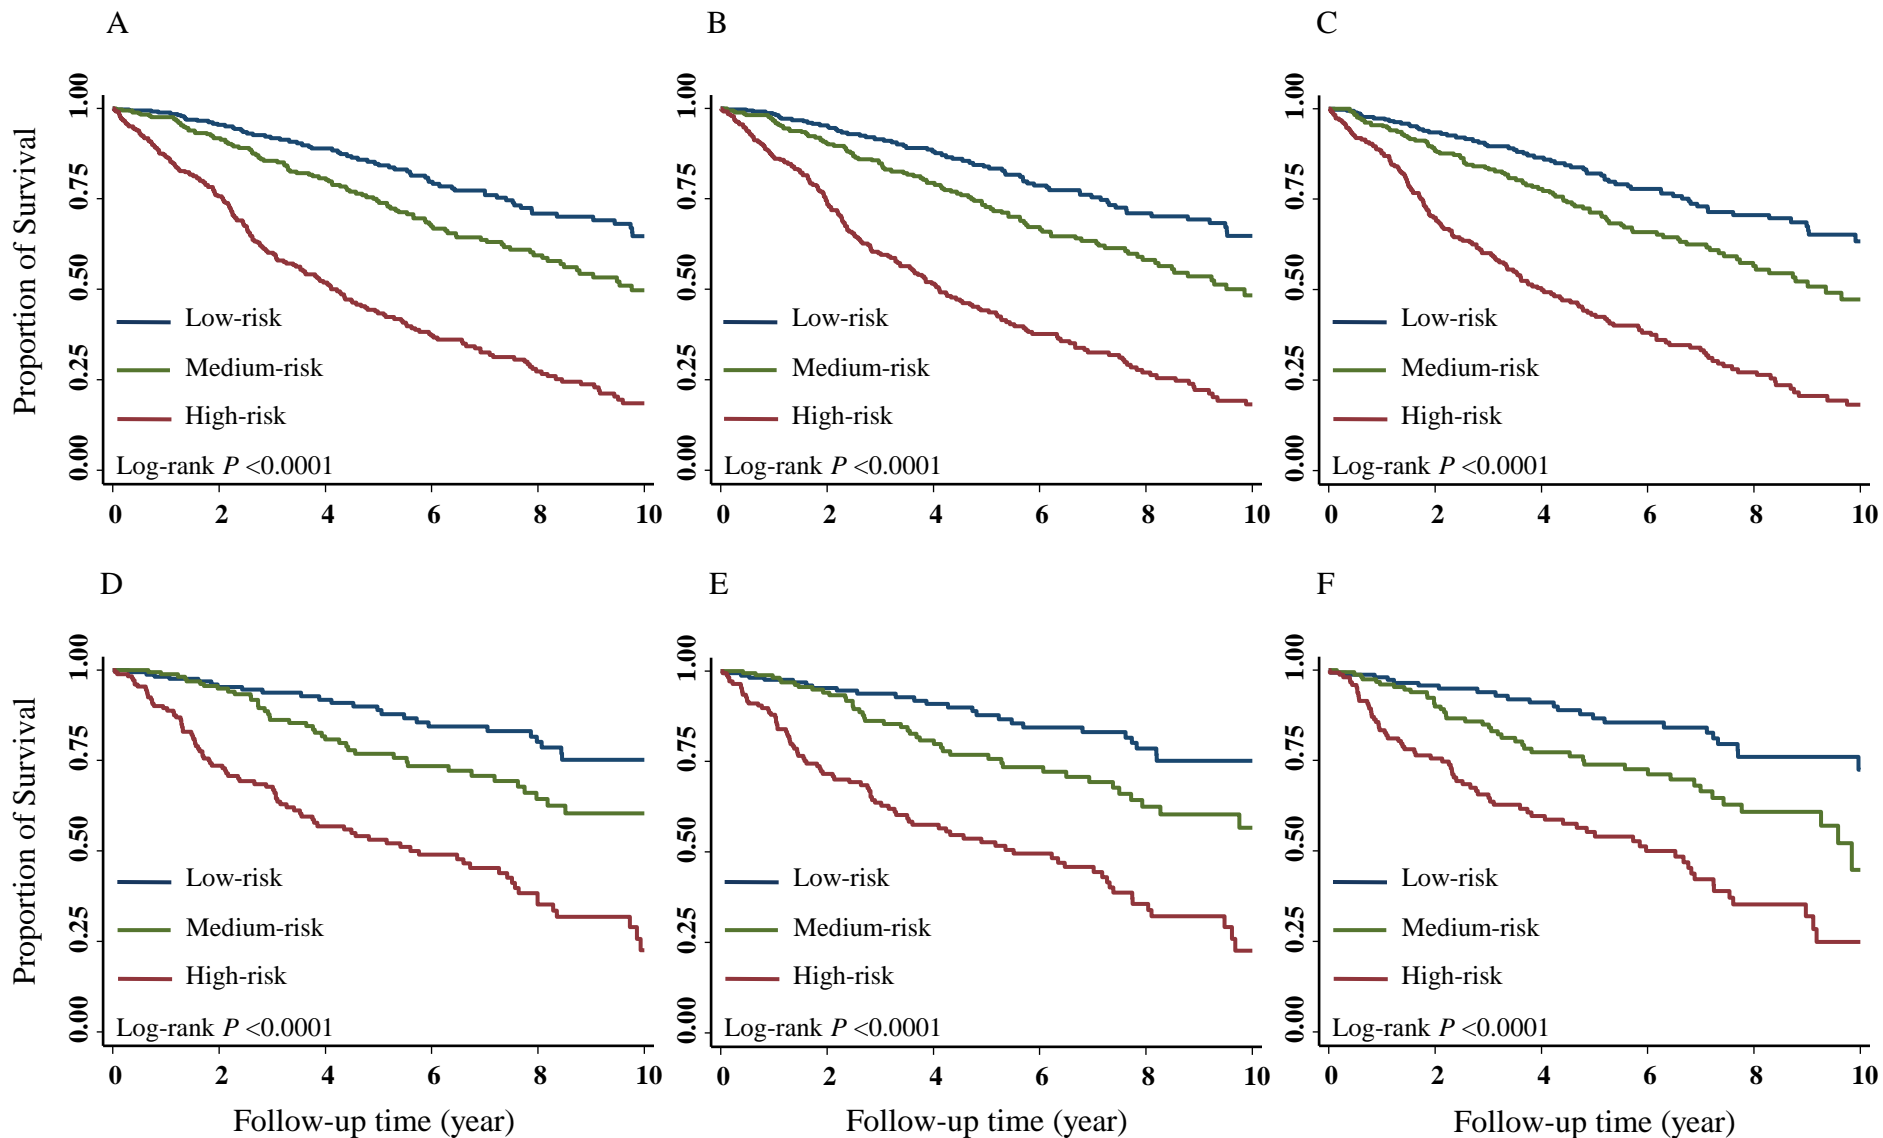 A
Proportion of Survival
1.00
0.75
0.50
0.25
0.00
Low-risk
Medium-risk
High-risk
Log-rank P <0.0001
0 2 4 6 8 10
B
1.00
0.75
0.50
0.25
0.00
Low-risk
Medium-risk
High-risk
Log-rank P <0.0001
0 2 4 6 8 10
C
1.00
0.75
0.50
0.25
0.00
Low-risk
Medium-risk
High-risk
Log-rank P <0.0001
0 2 4 6 8 10
D
Proportion of Survival
1.00
0.75
0.50
0.25
0.00
Low-risk
Medium-risk
High-risk
Log-rank P <0.0001
0 2 4 6 8 10
Follow-up time (year)
E
1.00
0.75
0.50
0.25
0.00
Low-risk
Medium-risk
High-risk
Log-rank P <0.0001
0 2 4 6 8 10
Follow-up time (year)
F
1.00
0.75
0.50
0.25
0.00
Low-risk
Medium-risk
High-risk
Log-rank P <0.0001
0 2 4 6 8 10
Follow-up time (year)